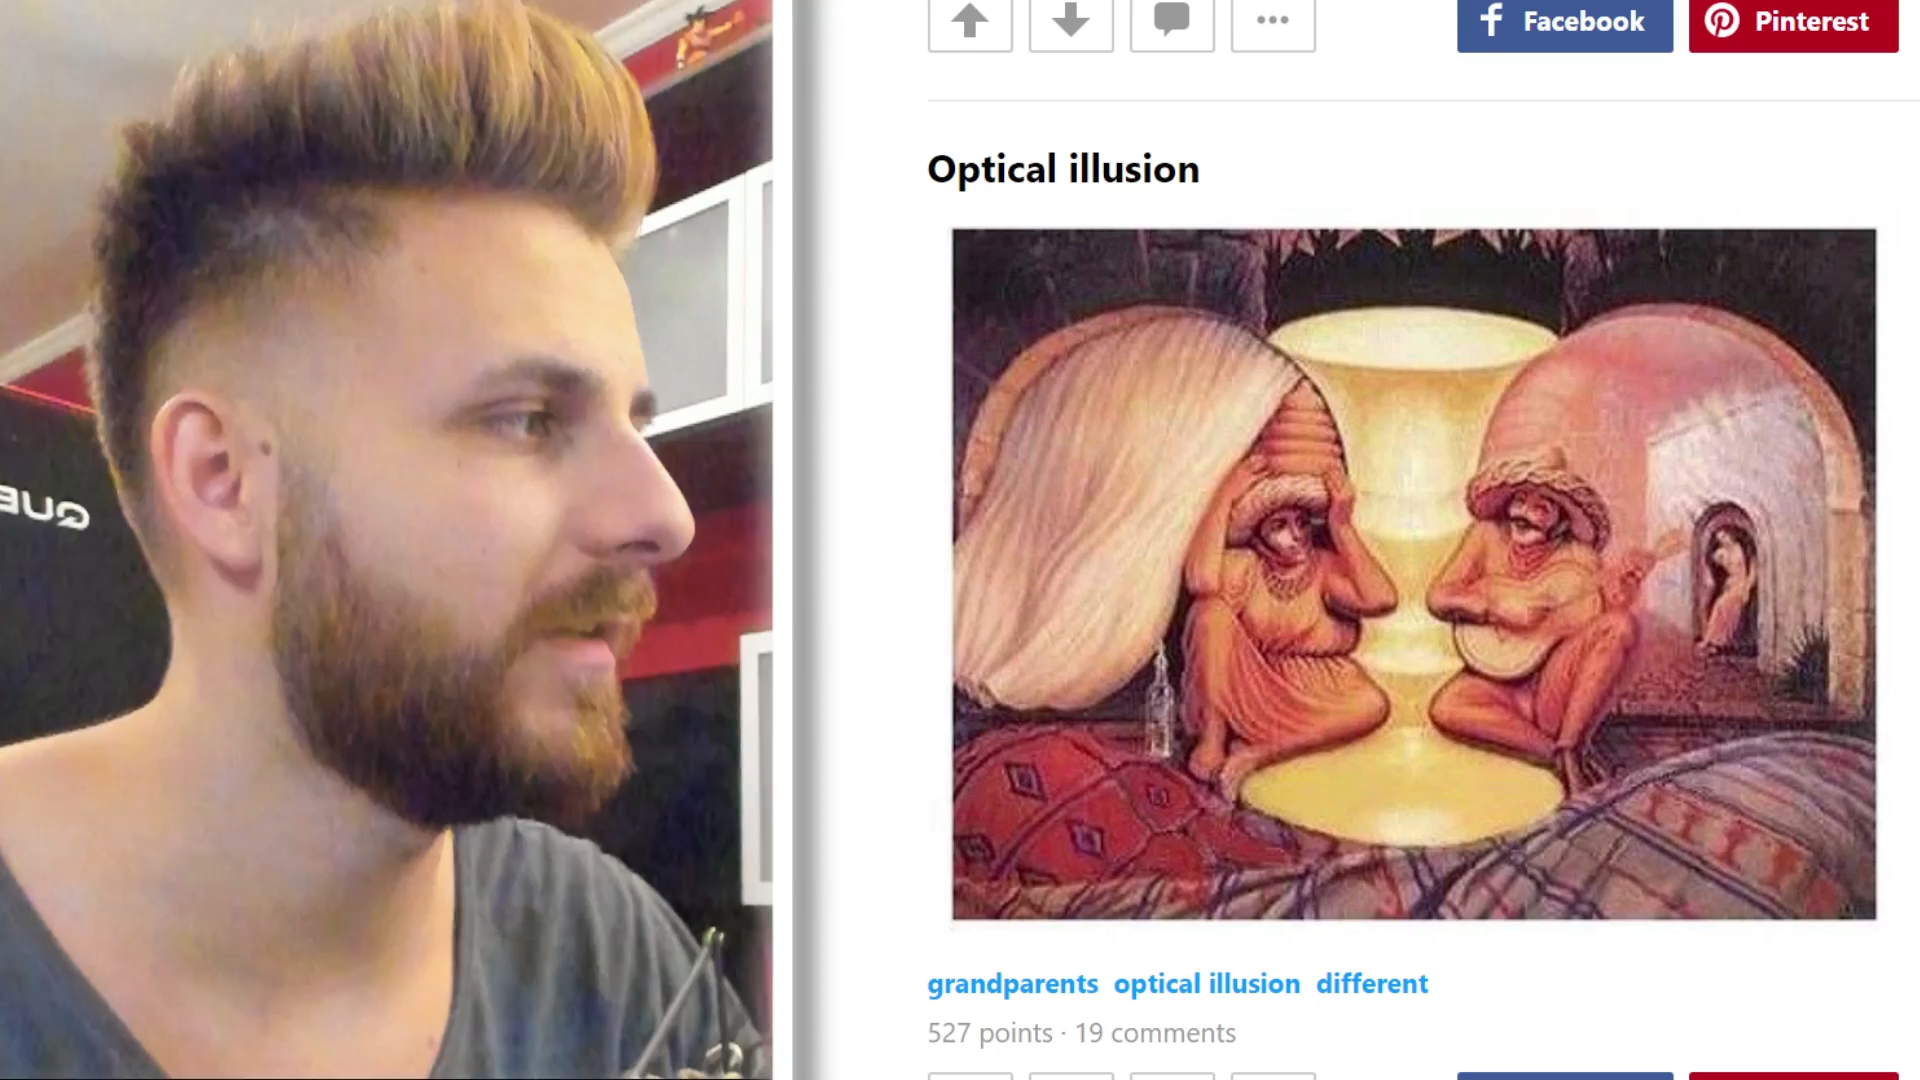 Facebook
Pinterest
Optical illusion
grandparents optical illusion different
527 points · 19 comments